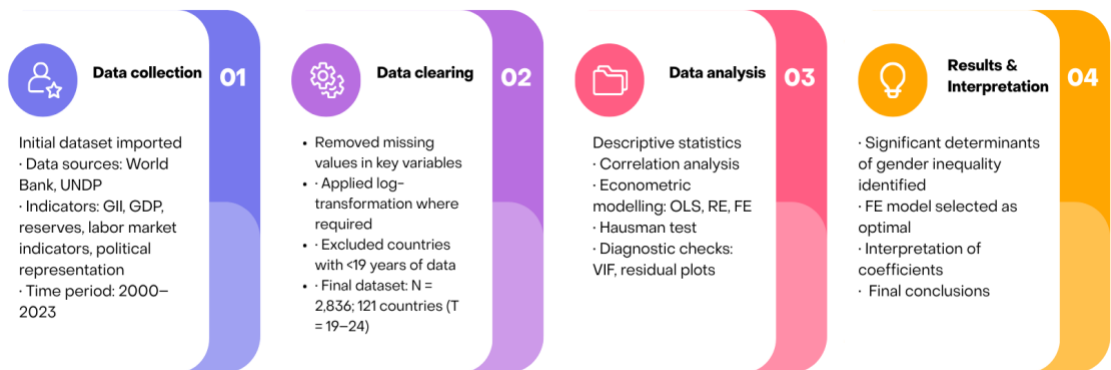 Data collection
01
Initial dataset imported
· Data sources: World
Bank, UNDP
· Indicators: GII, GDP,
reserves, labor market
indicators, political
representation
· Time period: 2000–
2023
Data clearing
02
• Removed missing
values in key variables
• · Applied log-
transformation where
required
• · Excluded countries
with <19 years of data
• · Final dataset: N =
2,836; 121 countries (T
= 19–24)
Data analysis
03
Descriptive statistics
· Correlation analysis
· Econometric
modelling: OLS, RE, FE
· Hausman test
· Diagnostic checks:
VIF, residual plots
Results &
Interpretation
04
· Significant determinants
of gender inequality
identified
· FE model selected as
optimal
· Interpretation of
coefficients
· Final conclusions